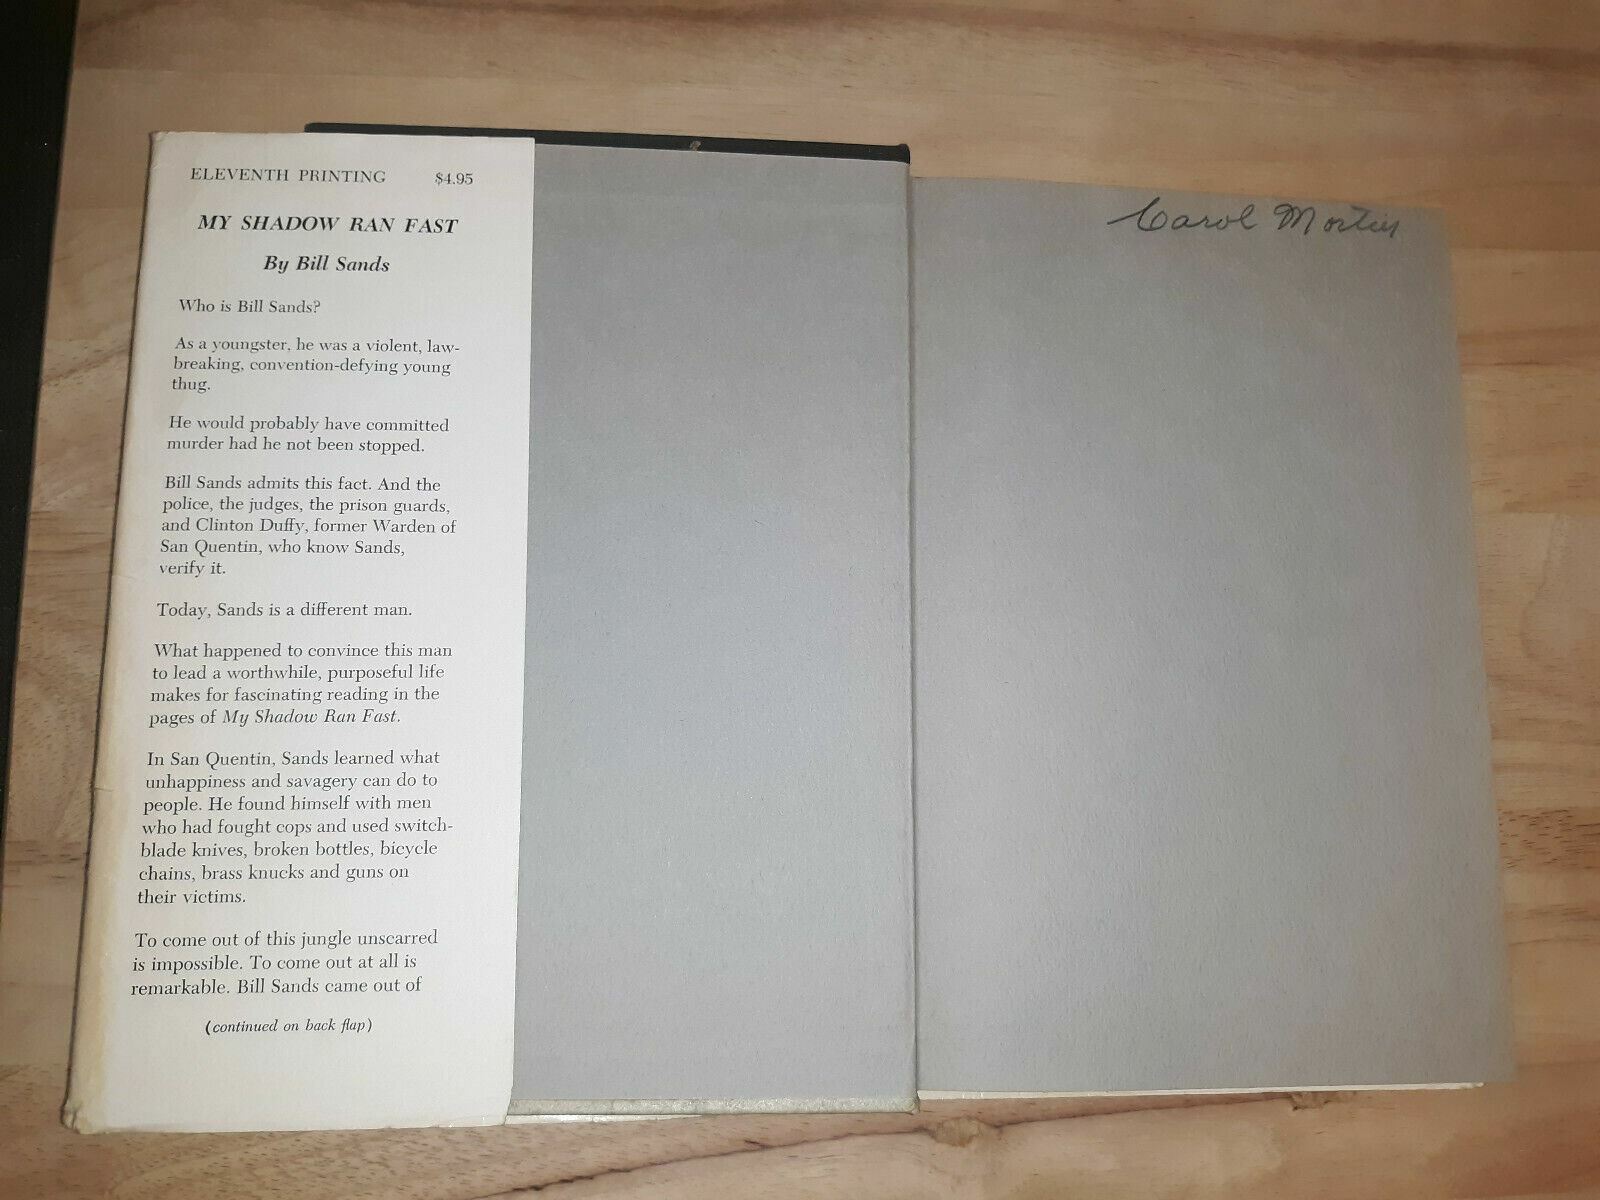 ELEVENTH PRINTING $4.95
MY SHADOW RAN FAST
By Bill Sands
Who is Bill Sands?
As a youngster, he was a violent, law-
breaking, convention-defying young
thug.
He would probably have committed
murder had he not been stopped.
Bill Sands admits this fact. And the
police, the judges, the prison guards,
and Clinton Duffy, former Warden of
San Quentin, who know Sands,
verify it.
Today, Sands is a different man.
What happened to convince this man
to lead a worthwhile, purposeful life
makes for fascinating reading in the
pages of My Shadow Ran Fast.
In San Quentin, Sands learned what
unhappiness and savagery can do to
people. He found himself with men
who had fought cops and used switch-
blade knives, broken bottles, bicycle
chains, brass knucks and guns on
their victims.
To come out of this jungle unscarred
is impossible. To come out at all is
remarkable. Bill Sands came out of
(continued on back flap)
Carol